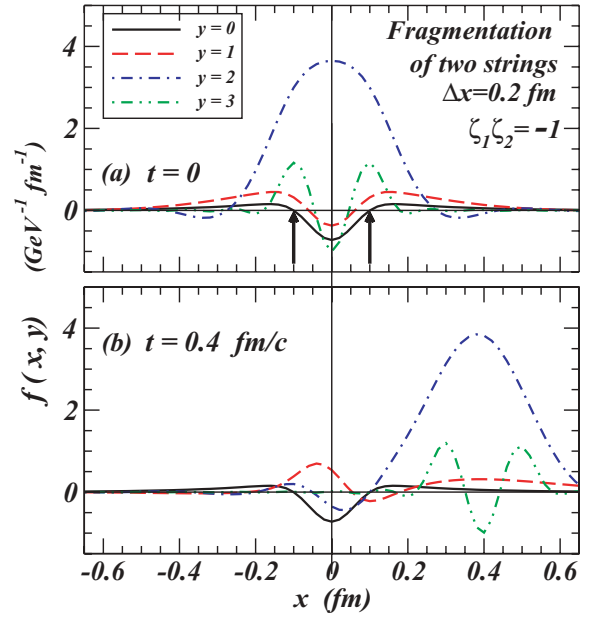 y = 0
y = 1
y = 2
y = 3
Fragmentation
of two strings
Δx=0.2 fm
ζ₁ζ₂= −1
(a) t = 0
4
2
0
(GeV⁻¹ fm⁻¹)
(b) t = 0.4 fm/c
4
2
0
f ( x, y )
-0.6 -0.4 -0.2 0 0.2 0.4 0.6
x (fm)